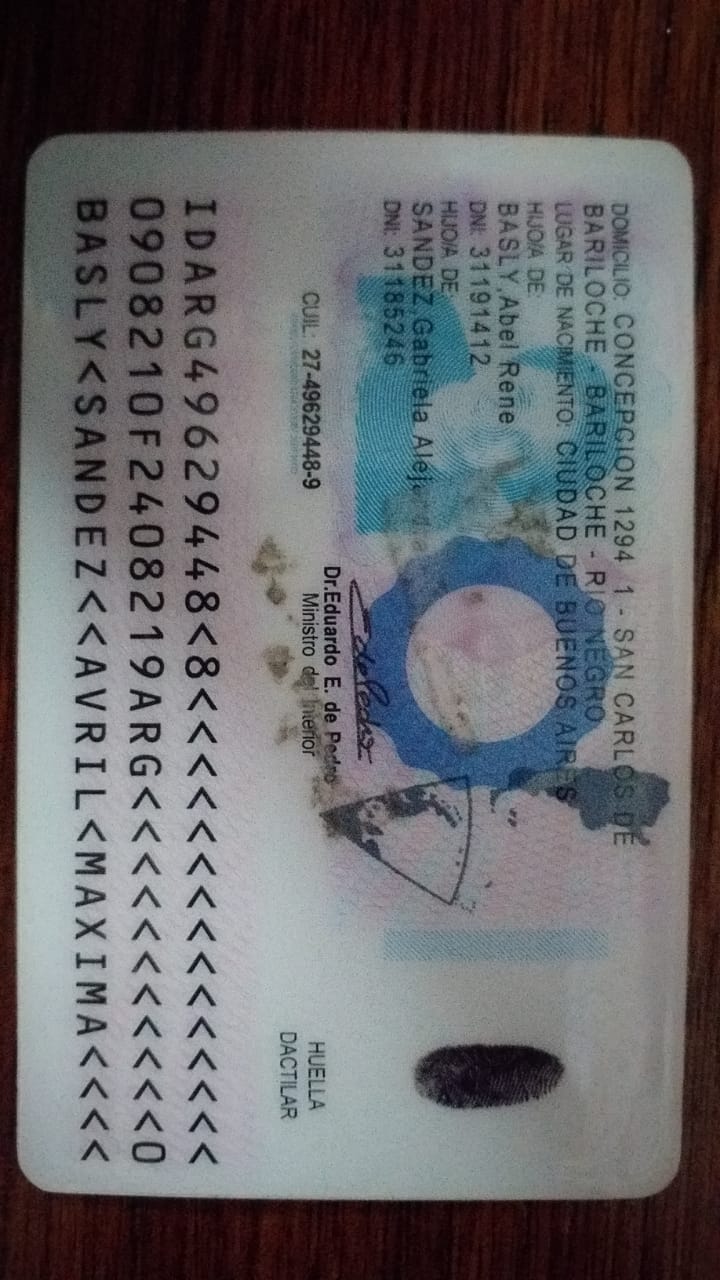 DOMICILIO: CONCEPCION 1294 1 - SAN CARLOS DE
BARILOCHE - BARILOCHE - RIO NEGRO
LUGAR DE NACIMIENTO: CIUDAD DE BUENOS AIRES
HIJO/A DE:
BASLY, Abel Rene
DNI: 31191412
HIJO/A DE:
SANDEZ, Gabriela
DNI: 31185246
CUIL: 27-49629448-9
Dr.Eduardo E. de Pedro
Ministro del Interior
HUELLA
DACTILAR
IDARG49629448<8<<<<<<<<<<<<<<<
0908210F2408219ARG<<<<<<<<<<<0
BASLY<SANDEZ<<AVRIL<MAXIMA<<<<